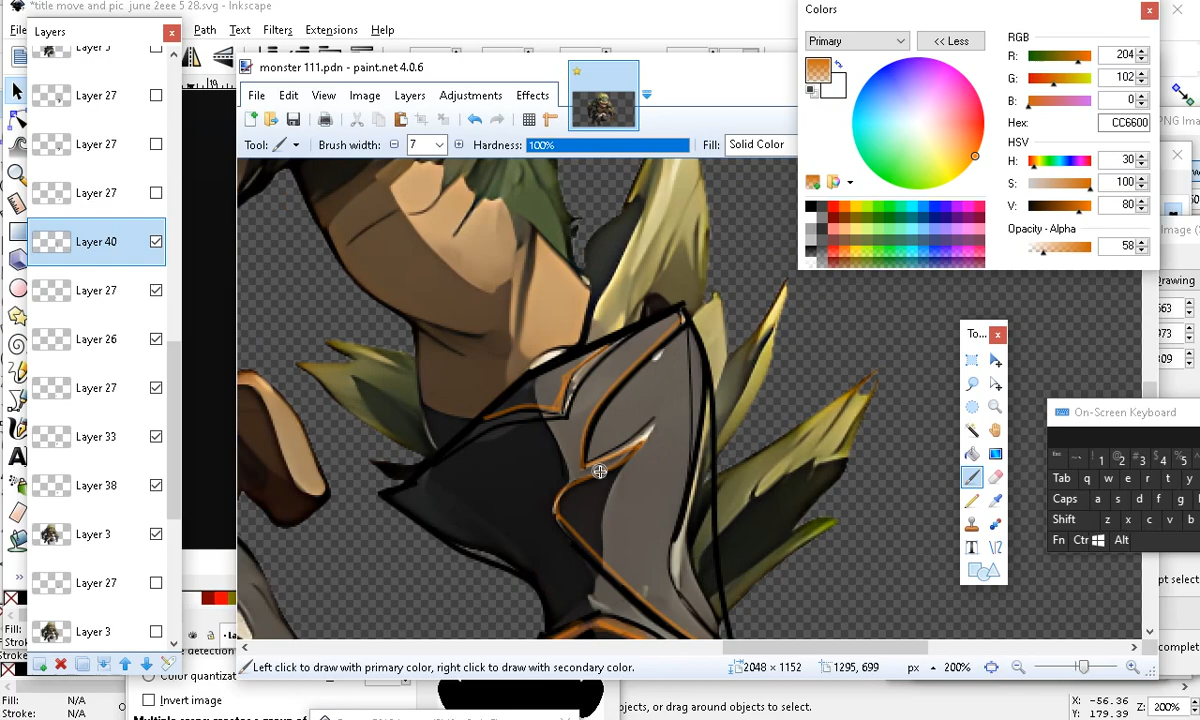 *title move and pic june 2eee 5 28.svg - Inkscape
Path Text Filters Extensions Help
Layers
Layer 27
Layer 27
Layer 27
Layer 40
Layer 27
Layer 26
Layer 27
Layer 33
Layer 38
Layer 3
Layer 27
Layer 3
monster 111.pdn - paint.net 4.0.6
File Edit View Image Layers Adjustments Effects
Tool: Brush width: 7 Hardness: 100% Fill: Solid Color
Colors
Primary << Less
RGB
R: 204
G: 102
B: 0
Hex: CC6600
HSV
H: 30
S: 100
V: 80
Opacity - Alpha
58
To...
On-Screen Keyboard
Tab q w e r t y
Caps a s d f g
Shift z x c v b
Fn Ctr Alt
Left click to draw with primary color, right click to draw with secondary color. 2048 × 1152 1295, 699 px 200%
Fill: N/A
Stroke: N/A
Invert image
bjects, or drag around objects to select.
X: -56.36
Y: 179.39
Z: 200%